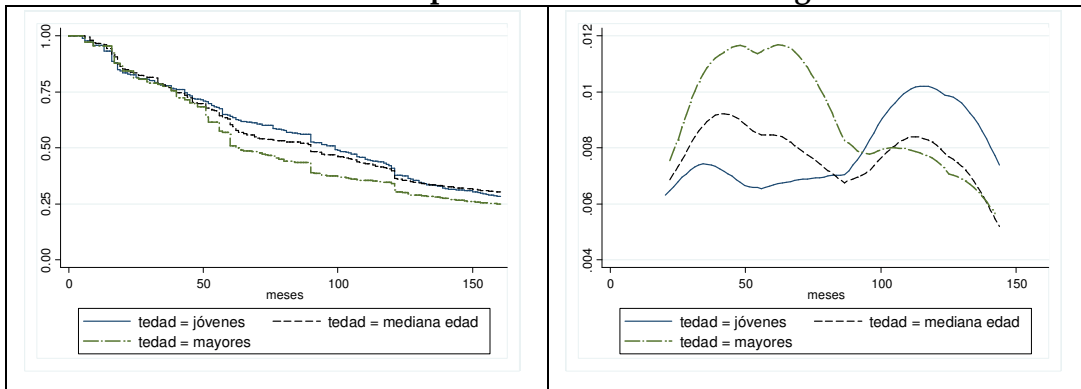 1.00
0.75
0.50
0.25
0.00
0 50 100 150
meses
tedad = jóvenes tedad = mediana edad
tedad = mayores
.012
.01
.008
.006
.004
0 50 100 150
meses
tedad = jóvenes tedad = mediana edad
tedad = mayores